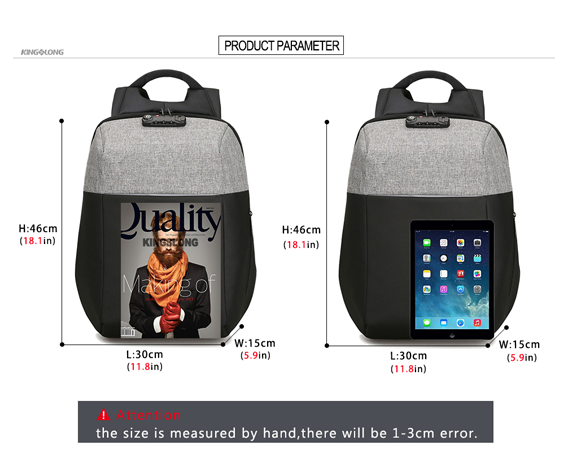 KINGSLONG
PRODUCT PARAMETER
H:46cm
(18.1in)
Quality
KINGSLONG
Making of
L:30cm
(11.8in)
W:15cm
(5.9in)
H:46cm
(18.1in)
L:30cm
(11.8in)
W:15cm
(5.9in)
Attention
the size is measured by hand,there will be 1-3cm error.